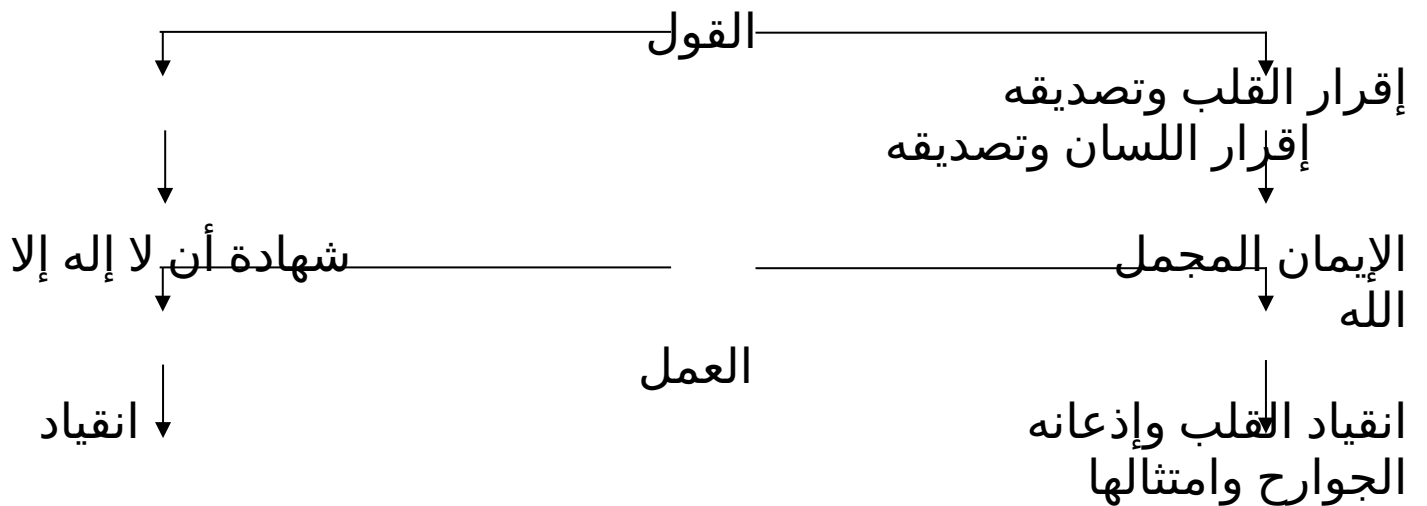 القول
إقرار القلب وتصديقه
إقرار اللسان وتصديقه
الإيمان المجمل شهادة أن لا إله إلا
الله
العمل
انقياد القلب وإذعانه انقياد
الجوارح وامتثالها